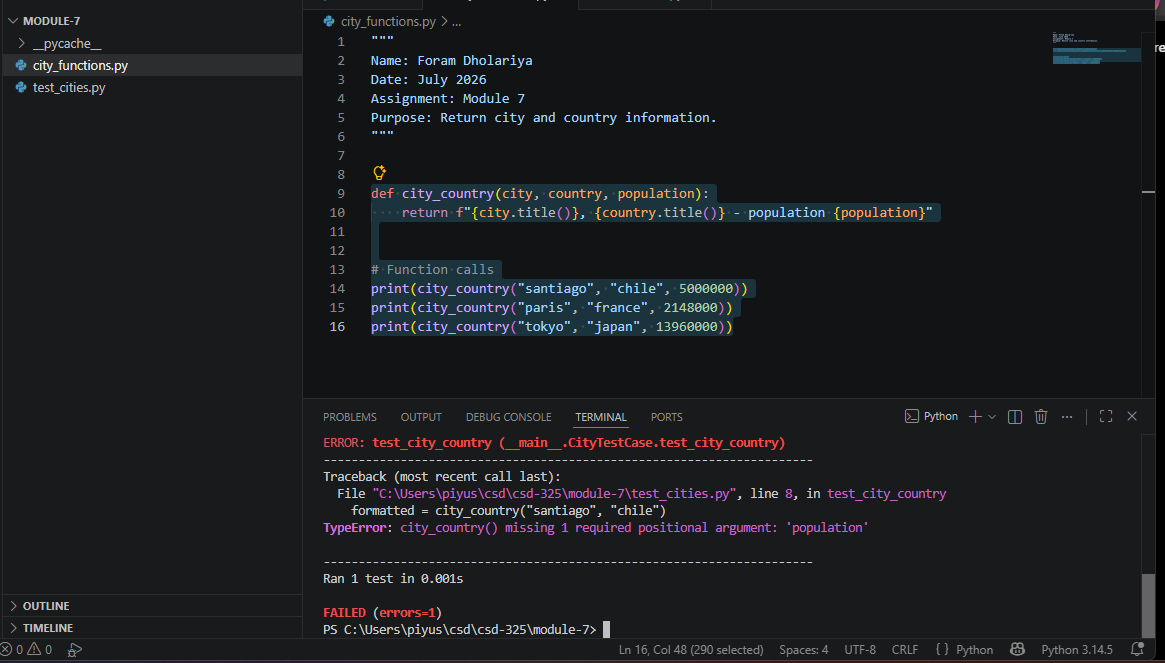 MODULE-7
__pycache__
city_functions.py
test_cities.py
city_functions.py > ...
1 """
2 Name: Foram Dholariya
3 Date: July 2026
4 Assignment: Module 7
5 Purpose: Return city and country information.
6 """
7
8
9 def city_country(city, country, population):
10     return f"{city.title()}, {country.title()} - population {population}"
11
12
13 # Function calls
14 print(city_country("santiago", "chile", 5000000))
15 print(city_country("paris", "france", 2148000))
16 print(city_country("tokyo", "japan", 13960000))
PROBLEMS OUTPUT DEBUG CONSOLE TERMINAL PORTS Python
ERROR: test_city_country (__main__.CityTestCase.test_city_country)
----------------------------------------------------------------------
Traceback (most recent call last):
  File "C:\Users\piyus\csd\csd-325\module-7\test_cities.py", line 8, in test_city_country
    formatted = city_country("santiago", "chile")
TypeError: city_country() missing 1 required positional argument: 'population'
----------------------------------------------------------------------
Ran 1 test in 0.001s
FAILED (errors=1)
PS C:\Users\piyus\csd\csd-325\module-7>
OUTLINE
TIMELINE
0 0 Ln 16, Col 48 (290 selected) Spaces: 4 UTF-8 CRLF {} Python Python 3.14.5